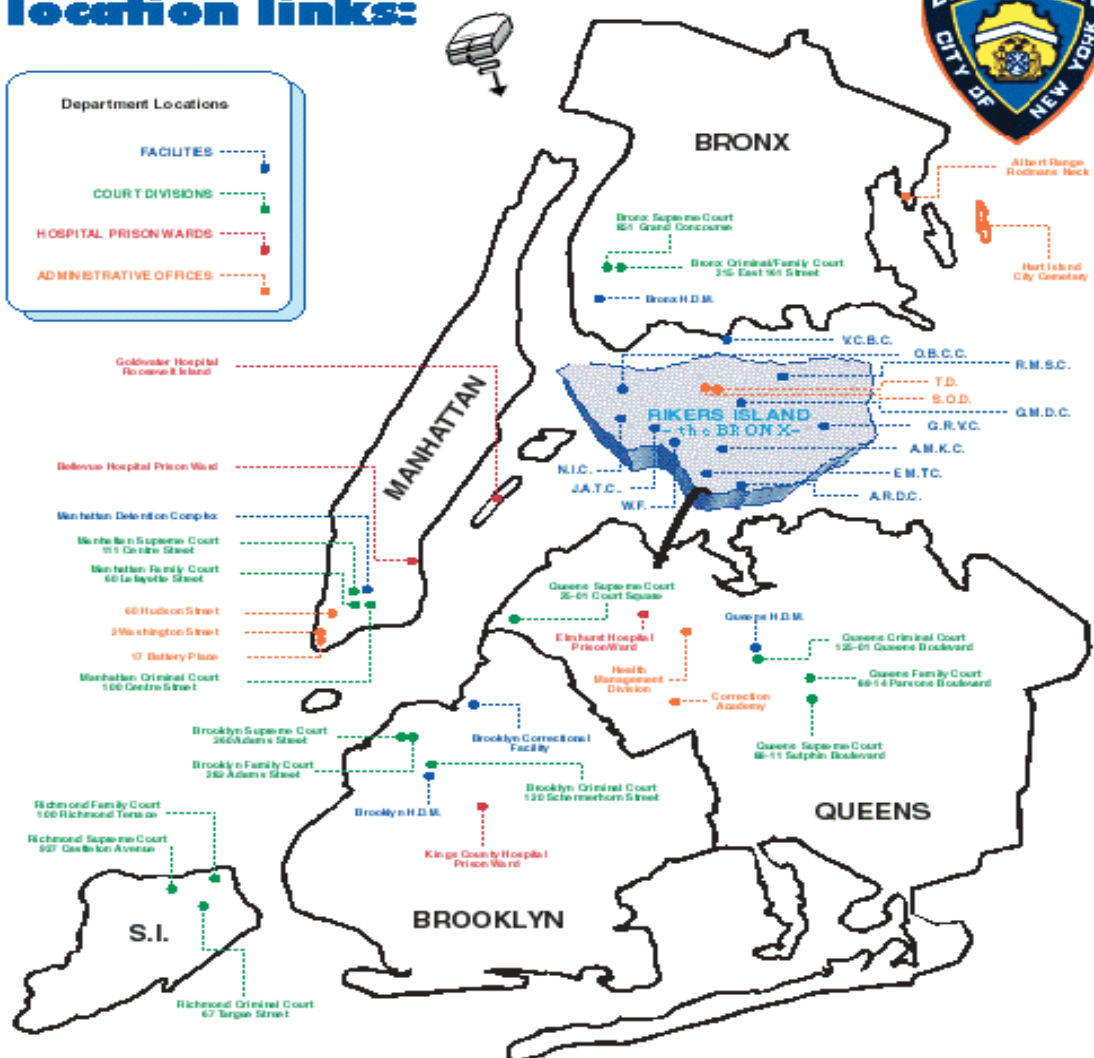 location links:
CITY OF NEW YORK
Department Locations
FACILITIES
COURT DIVISIONS
HOSPITAL PRISON WARDS
ADMINISTRATIVE OFFICES
BRONX
Albert Range
Rodmans Neck
Hart Island
City Cemetary
Bronx Supreme Court
851 Grand Concourse
Bronx Criminal/Family Court
215 East 161 Street
Bronx H.D.M.
V.C.B.C.
O.B.C.C.
R.M.S.C.
T.D.
S.O.D.
G.M.D.C.
G.R.V.C.
A.M.K.C.
E.M.T.C.
A.R.D.C.
RIKERS ISLAND
- the BRONX-
N.I.C.
J.A.T.C.
W.F.
Goldwater Hospital
Roosevelt Island
MANHATTAN
Bellevue Hospital Prison Ward
Manhattan Detention Complex
Manhattan Supreme Court
111 Centre Street
Manhattan Family Court
60 Lafayette Street
60 Hudson Street
2 Washington Street
17 Battery Place
Manhattan Criminal Court
100 Centre Street
Queens Supreme Court
25-01 Court Square
Elmhurst Hospital
Prison Ward
Queens H.D.M.
Queens Criminal Court
125-01 Queens Boulevard
Health
Management
Division
Queens Family Court
Parsons Boulevard
Correction
Academy
Queens Supreme Court
88-11 Sutphin Boulevard
QUEENS
Brooklyn Correctional
Facility
Brooklyn Supreme Court
360 Adams Street
Brooklyn Family Court
283 Adams Street
Brooklyn Criminal Court
120 Schermerhorn Street
Brooklyn H.D.M.
Kings County Hospital
Prison Ward
BROOKLYN
Richmond Family Court
100 Richmond Terrace
Richmond Supreme Court
927 Castleton Avenue
S.I.
Richmond Criminal Court
67 Targee Street